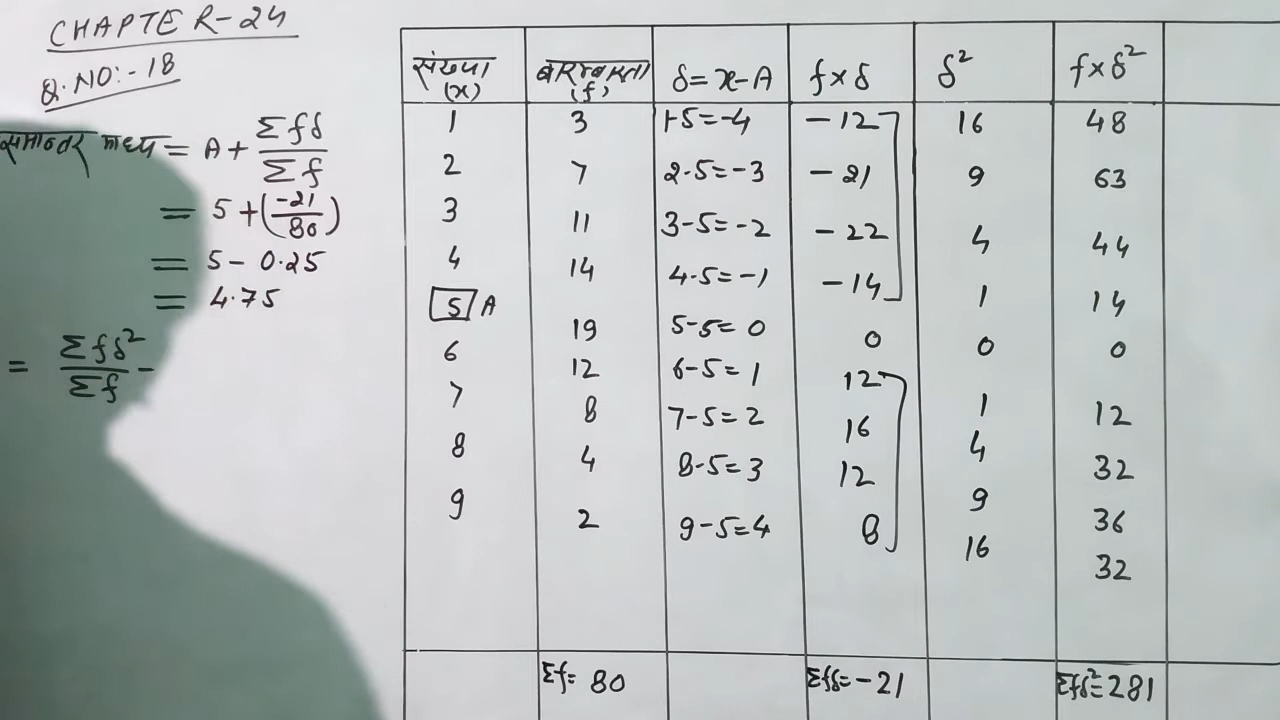 CHAPTER-24
Q.NO:-18
समान्तर माध्य = A + Σfδ / Σf
= 5 + (-21/80)
= 5 - 0.25
= 4.75
= Σfδ² / Σf -
संख्या (x) बारम्बारता (f) δ = x-A f×δ δ² f×δ²
1 3 1-5=-4 -12 16 48
2 7 2-5=-3 -21 9 63
3 11 3-5=-2 -22 4 44
4 14 4-5=-1 -14 1 14
5 A 19 5-5=0 0 0 0
6 12 6-5=1 12 1 12
7 8 7-5=2 16 4 32
8 4 8-5=3 12 9 36
9 2 9-5=4 8 16 32
Σf= 80 Σfδ=-21 Σfδ²=281